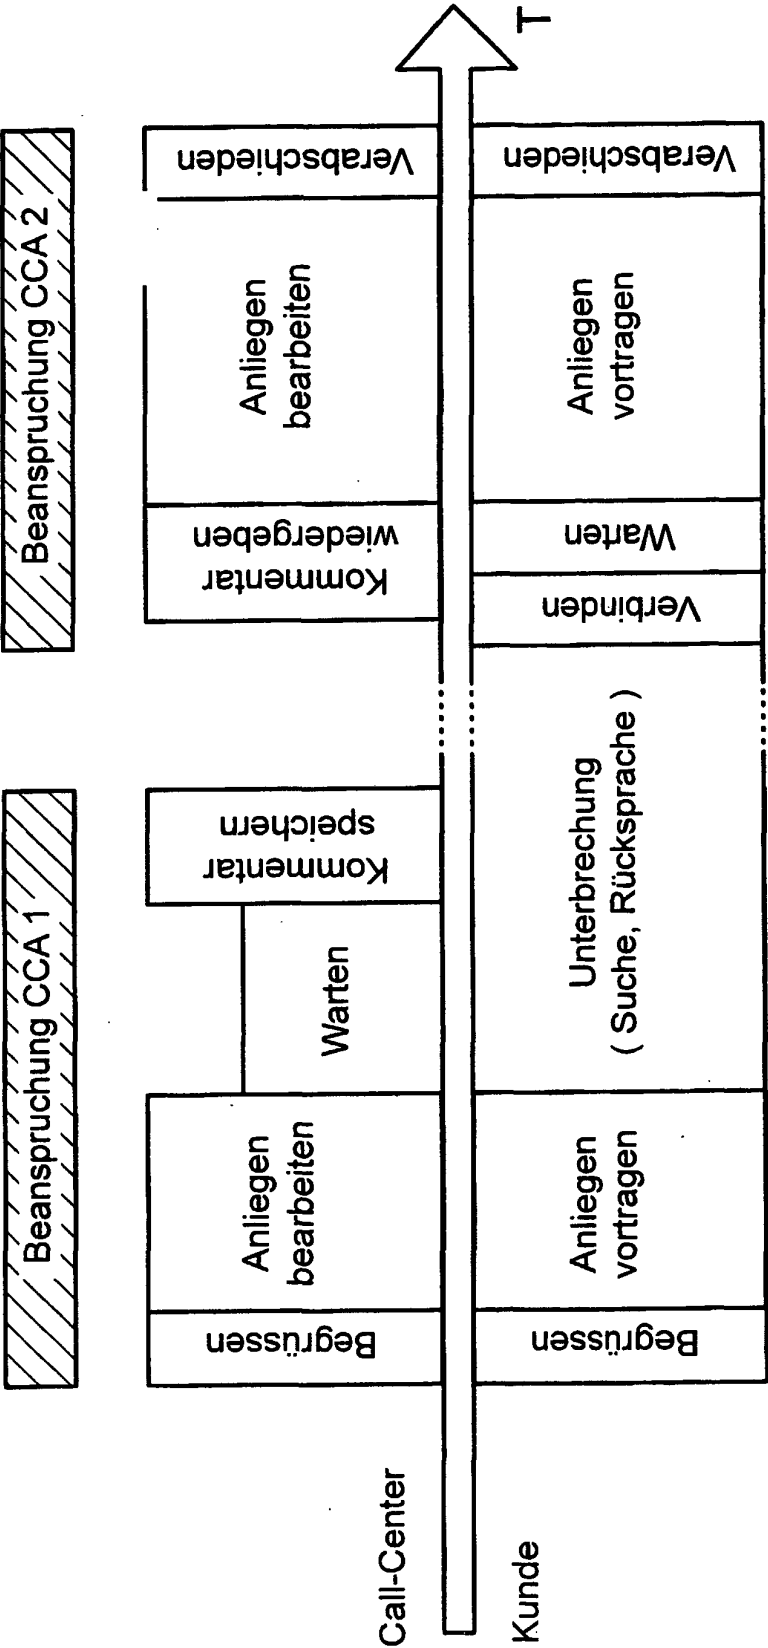 Beanspruchung CCA 1
Beanspruchung CCA 2
Call-Center
Begrüssen
Anliegen
bearbeiten
Warten
Kommentar
speichern
Kommentar
wiedergeben
Anliegen
bearbeiten
Verabschieden
T
Kunde
Begrüssen
Anliegen
vortragen
Unterbrechung
( Suche, Rücksprache )
Verbinden
Warten
Anliegen
vortragen
Verabschieden